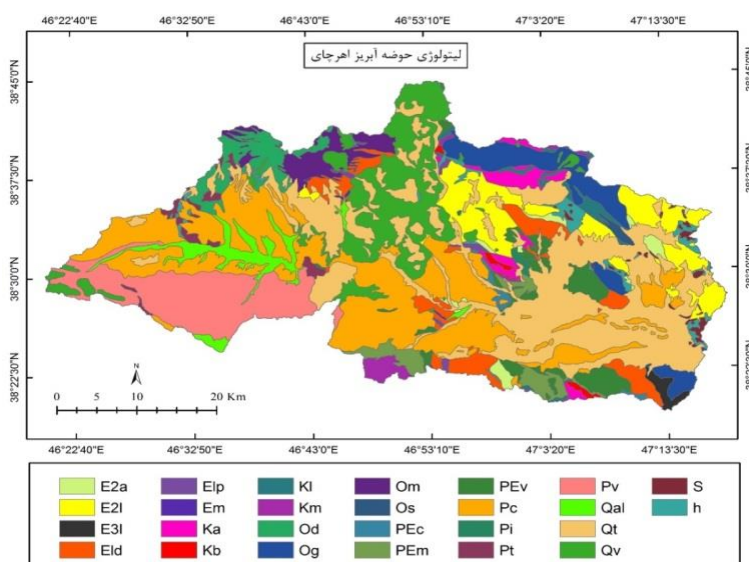 46°22'40"E 46°32'50"E 46°43'0"E 46°53'10"E 47°3'20"E 47°13'30"E
لیتولوژی حوضه آبریز اهرچای
38°45'0"N
38°37'30"N
38°30'0"N
38°22'30"N
N
0 5 10 20 Km
46°22'40"E 46°32'50"E 46°43'0"E 46°53'10"E 47°3'20"E 47°13'30"E
E2a Elp Kl Om PEv Pv S
E2l Em Km Os Pc Qal h
E3l Ka Od PEc Pi Qt
Eld Kb Og PEm Pt Qv